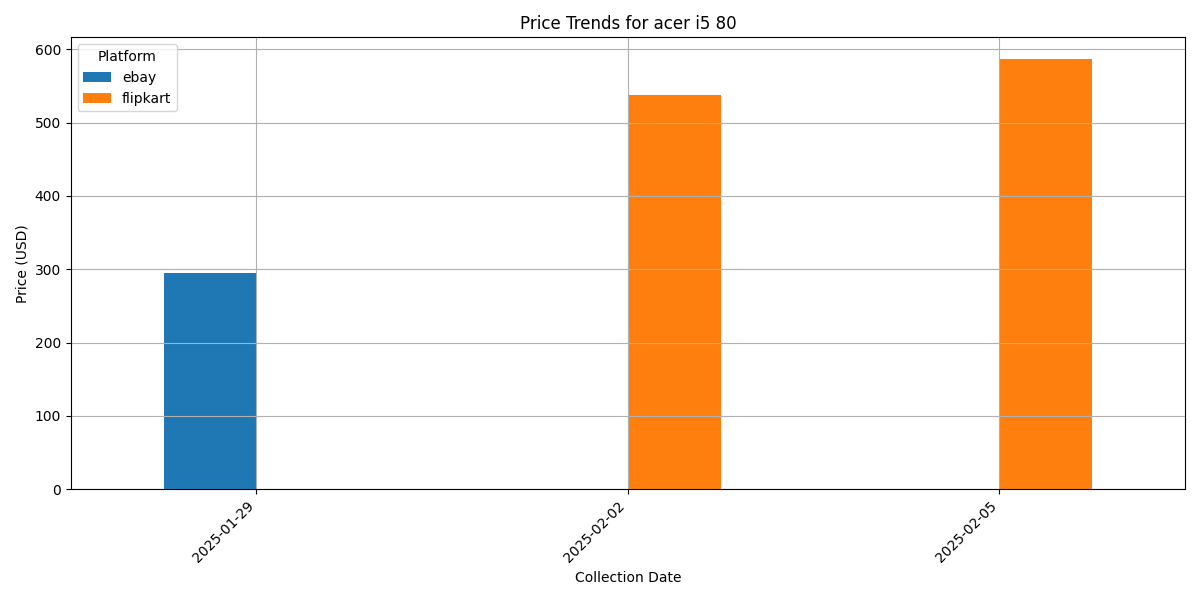 Price Trends for acer i5 80
Platform
ebay
flipkart
Price (USD)
600
500
400
300
200
100
0
2025-01-29
2025-02-02
2025-02-05
Collection Date